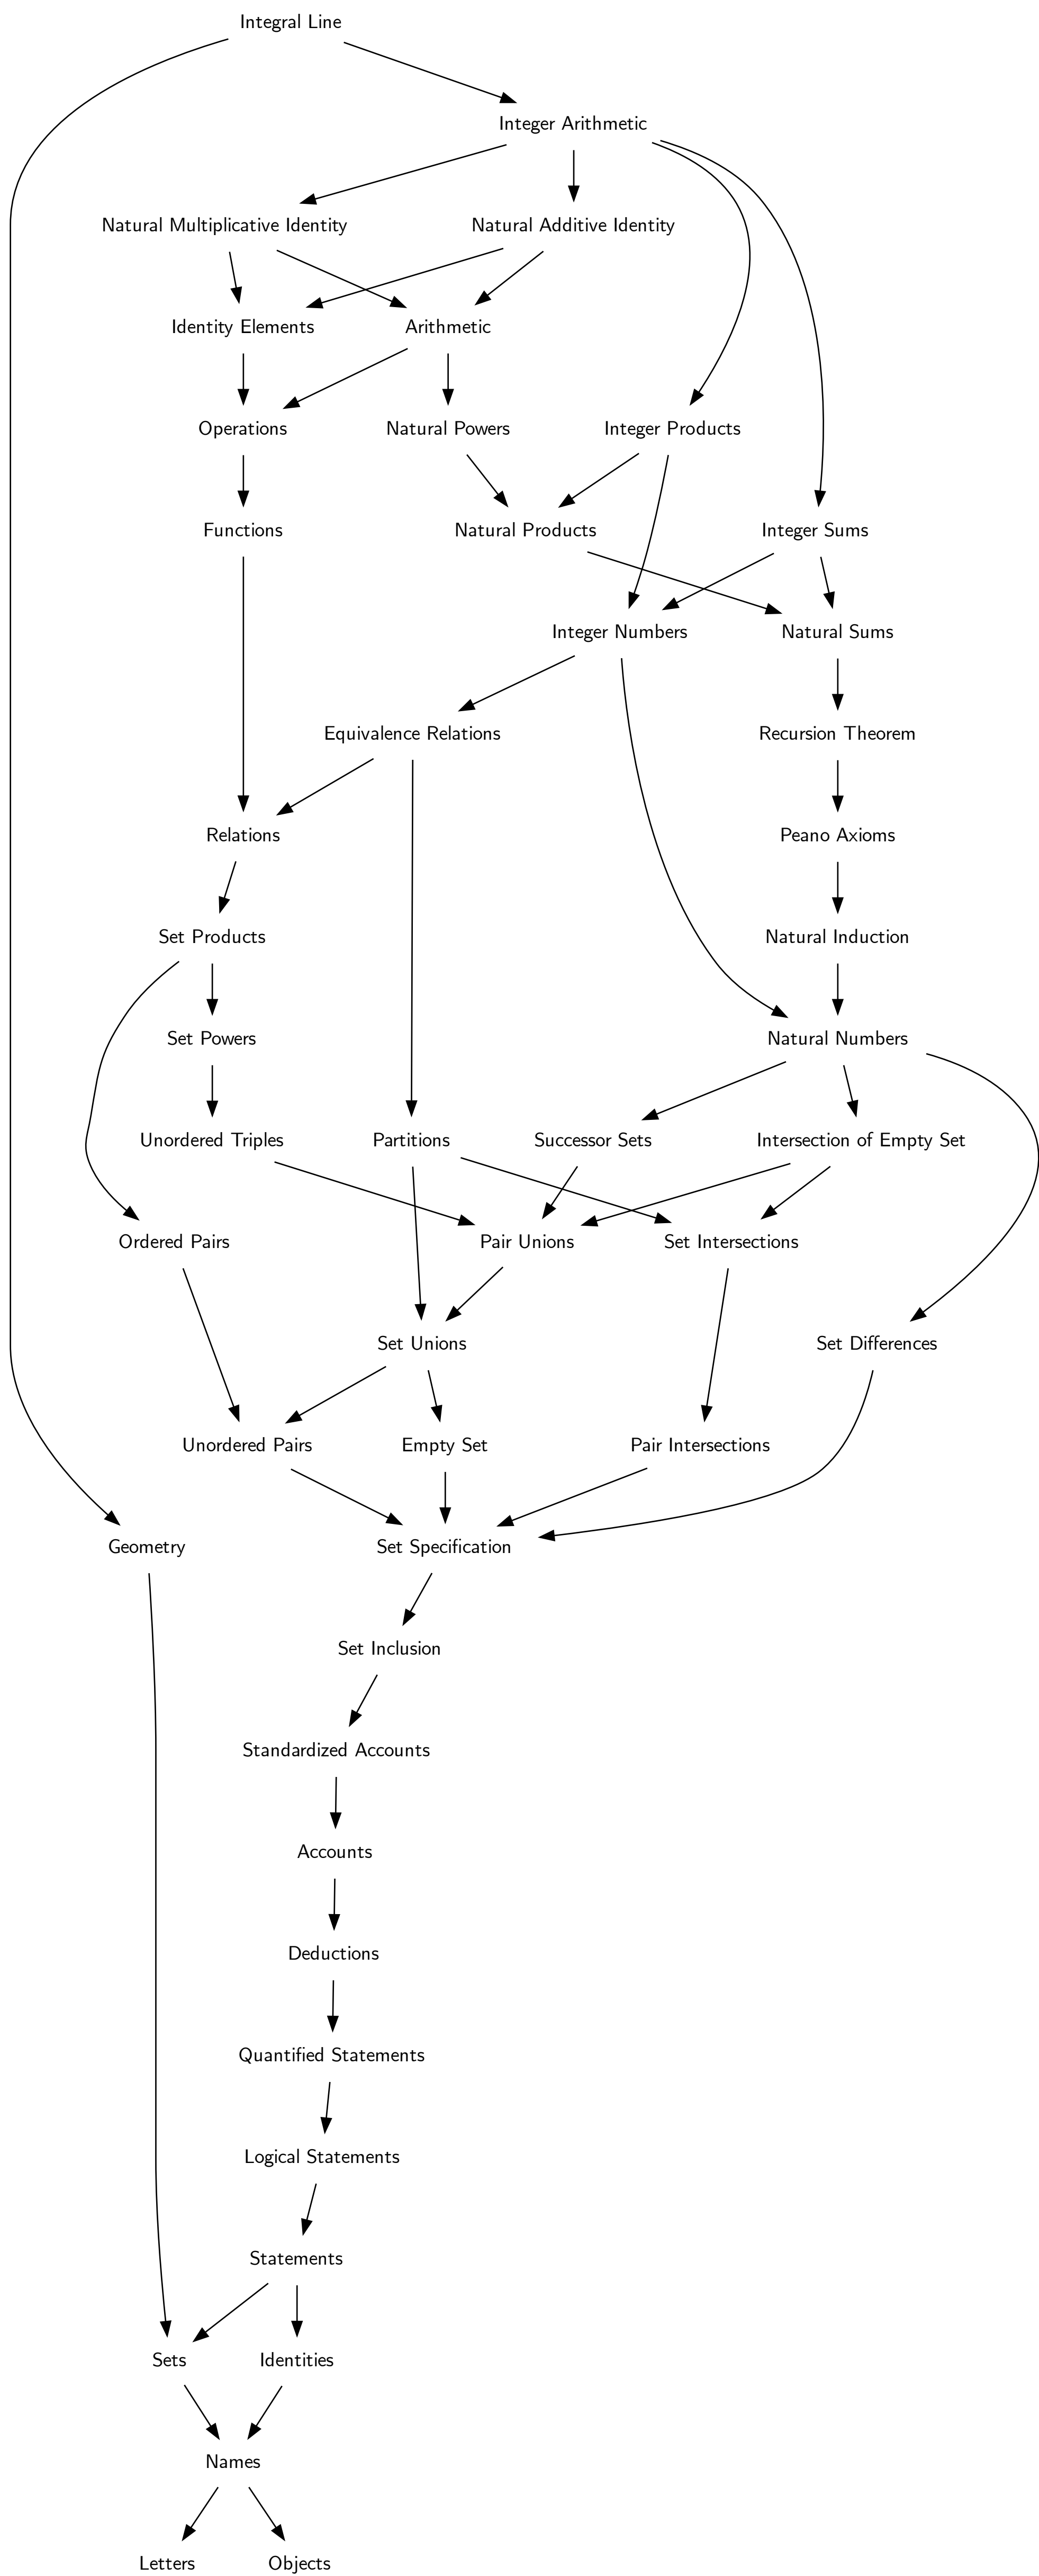 Integral Line
Integer Arithmetic
Natural Multiplicative Identity
Natural Additive Identity
Identity Elements
Arithmetic
Operations
Natural Powers
Integer Products
Functions
Natural Products
Integer Sums
Integer Numbers
Natural Sums
Equivalence Relations
Recursion Theorem
Relations
Peano Axioms
Set Products
Natural Induction
Set Powers
Natural Numbers
Unordered Triples
Partitions
Successor Sets
Intersection of Empty Set
Ordered Pairs
Pair Unions
Set Intersections
Set Unions
Set Differences
Unordered Pairs
Empty Set
Pair Intersections
Geometry
Set Specification
Set Inclusion
Standardized Accounts
Accounts
Deductions
Quantified Statements
Logical Statements
Statements
Sets
Identities
Names
Letters
Objects